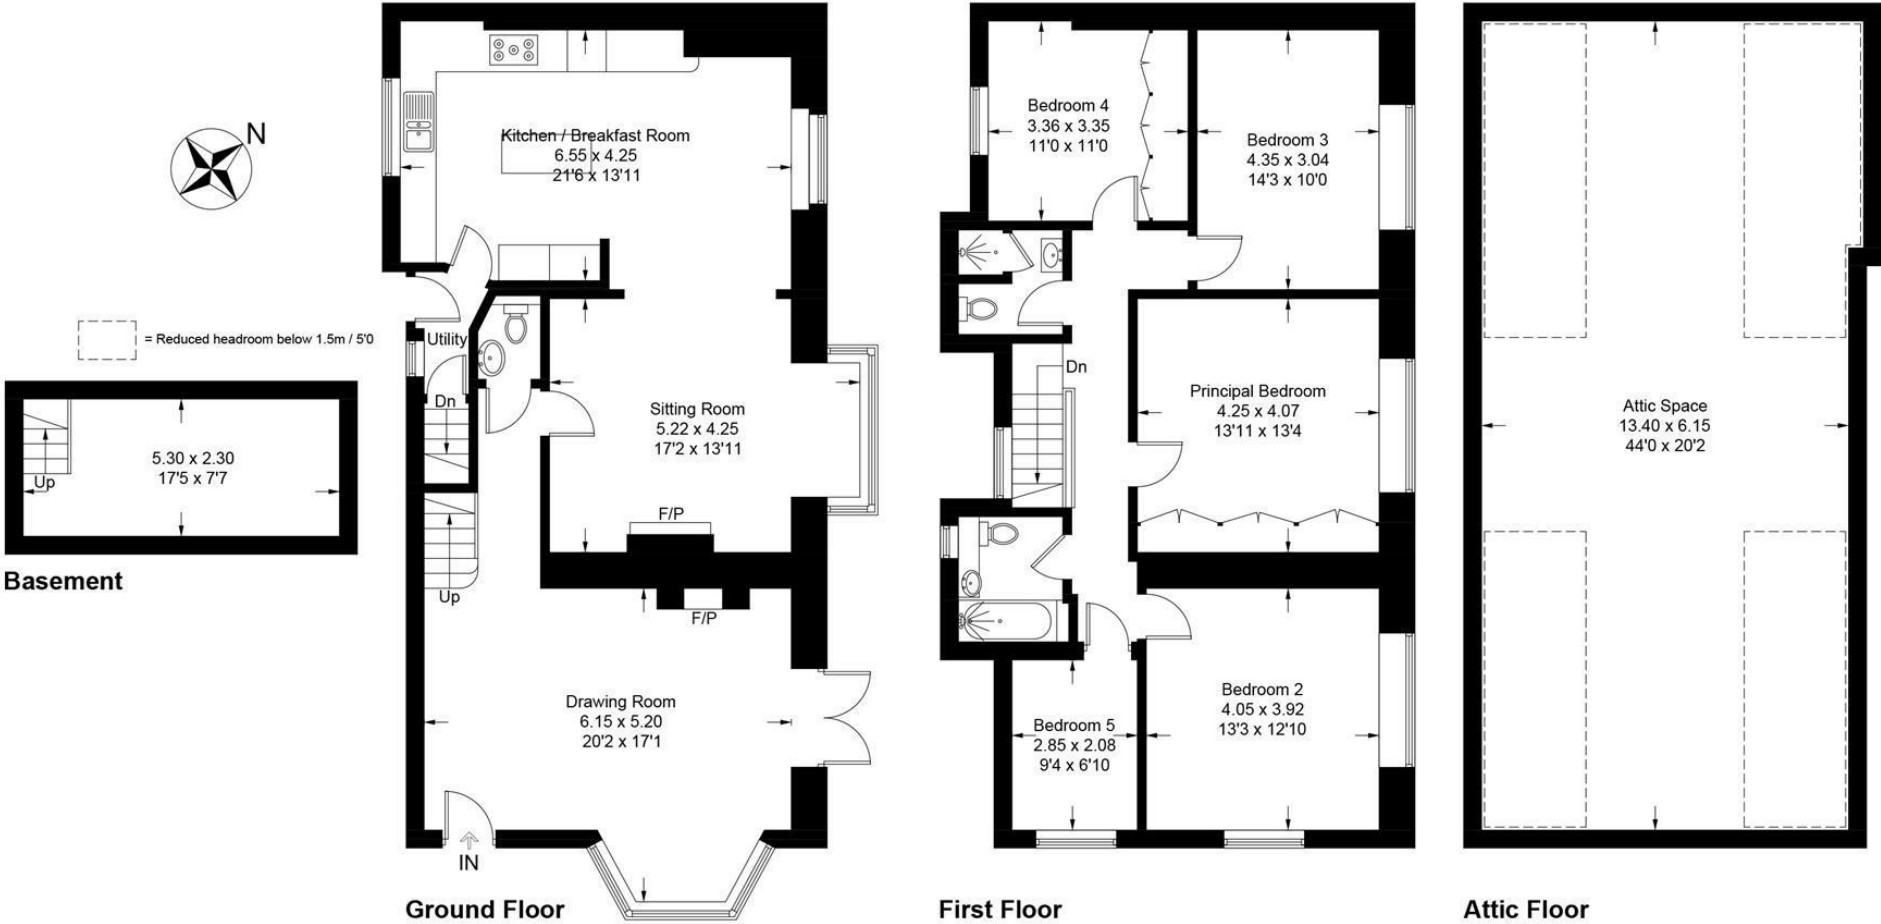 N
= Reduced headroom below 1.5m / 5'0
Up
5.30 x 2.30
17'5 x 7'7
Basement
Kitchen / Breakfast Room
6.55 x 4.25
21'6 x 13'11
Utility
Dn
Sitting Room
5.22 x 4.25
17'2 x 13'11
F/P
Up
F/P
Drawing Room
6.15 x 5.20
20'2 x 17'1
IN
Ground Floor
Bedroom 4
3.36 x 3.35
11'0 x 11'0
Bedroom 3
4.35 x 3.04
14'3 x 10'0
Dn
Principal Bedroom
4.25 x 4.07
13'11 x 13'4
Bedroom 2
4.05 x 3.92
13'3 x 12'10
Bedroom 5
2.85 x 2.08
9'4 x 6'10
First Floor
Attic Space
13.40 x 6.15
44'0 x 20'2
Attic Floor